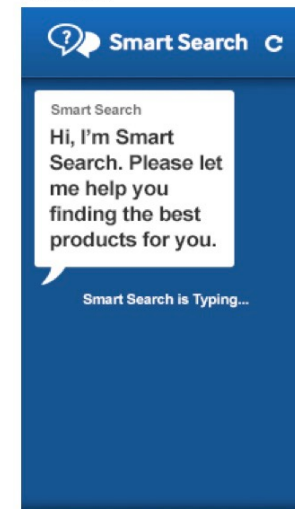 Smart Search
Smart Search
Hi, I'm Smart
Search. Please let
me help you
finding the best
products for you.
Smart Search is Typing...